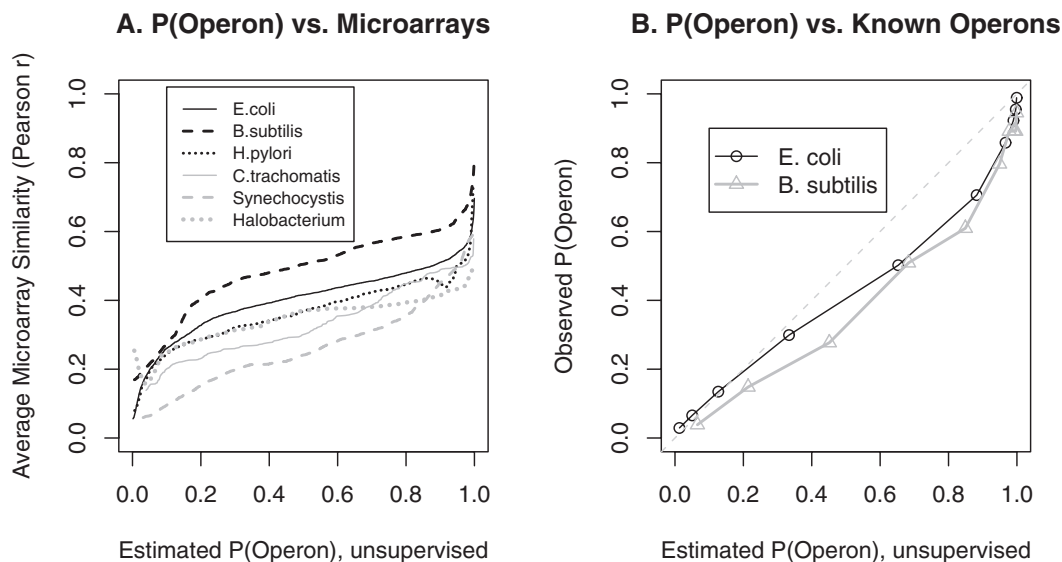 A. P(Operon) vs. Microarrays
Average Microarray Similarity (Pearson r)
1.0
0.8
0.6
0.4
0.2
0.0
E.coli
B.subtilis
H.pylori
C.trachomatis
Synechocystis
Halobacterium
0.0 0.2 0.4 0.6 0.8 1.0
Estimated P(Operon), unsupervised
B. P(Operon) vs. Known Operons
Observed P(Operon)
1.0
0.8
0.6
0.4
0.2
0.0
E. coli
B. subtilis
0.0 0.2 0.4 0.6 0.8 1.0
Estimated P(Operon), unsupervised